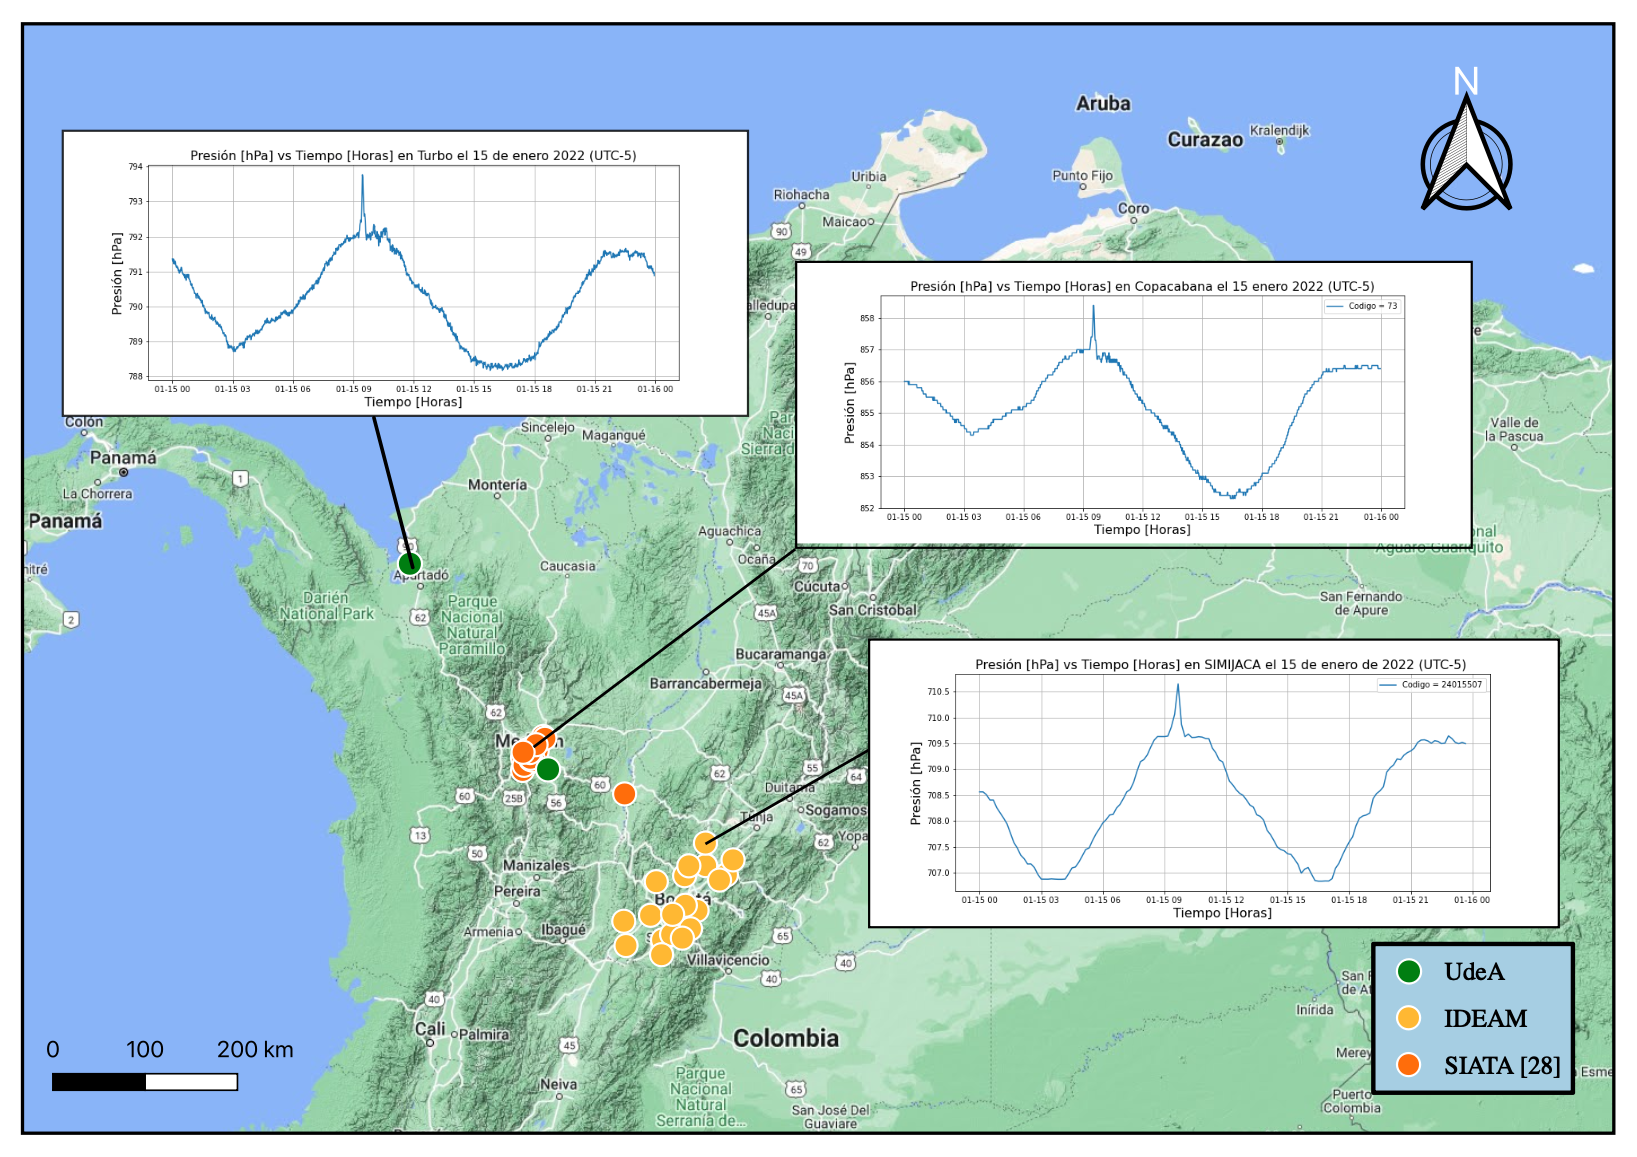 N
Aruba
Curazao
Kralendijk
Punto Fijo
Coro
Uribia
Riohacha
Maicao
90
49
Presión [hPa] vs Tiempo [Horas] en Turbo el 15 de enero 2022 (UTC-5)
Presión [hPa]
794
793
792
791
790
789
788
01-15 00 01-15 03 01-15 06 01-15 09 01-15 12 01-15 15 01-15 18 01-15 21 01-16 00
Tiempo [Horas]
Presión [hPa] vs Tiempo [Horas] en Copacabana el 15 enero 2022 (UTC-5)
Codigo = 73
Presión [hPa]
858
857
856
855
854
853
852
01-15 00 01-15 03 01-15 06 01-15 09 01-15 12 01-15 15 01-15 18 01-15 21 01-16 00
Tiempo [Horas]
alledupa
Colón
Panamá
La Chorrera
Panamá
1
2
Sincelejo
Magangué
Montería
Valle de
la Pascua
Aguachica
Ocaña
70
Caucasia
Cúcuta
San Cristobal
45A
Apartadó
62
Darién
National Park
Parque
Nacional
Natural
Paramillo
San Fernando
de Apure
Bucaramanga
Barrancabermeja
45A
62
Presión [hPa] vs Tiempo [Horas] en SIMIJACA el 15 de enero de 2022 (UTC-5)
Codigo = 24015507
Presión [hPa]
710.5
710.0
709.5
709.0
708.5
708.0
707.5
707.0
01-15 00 01-15 03 01-15 06 01-15 09 01-15 12 01-15 15 01-15 18 01-15 21 01-16 00
Tiempo [Horas]
60
62
55
64
Duitama
Sogamos
Tunja
62
Yopa
60
25B
56
13
50
Manizales
Pereira
Armenia
Ibagué
Villavicencio
65
40
40
40
Cali
Palmira
45
Neiva
Colombia
Parque
Nacional
Natural
Serranía de...
65
San José Del
Guaviare
Inírida
Puerto
Colombia
0 100 200 km
UdeA
IDEAM
SIATA [28]